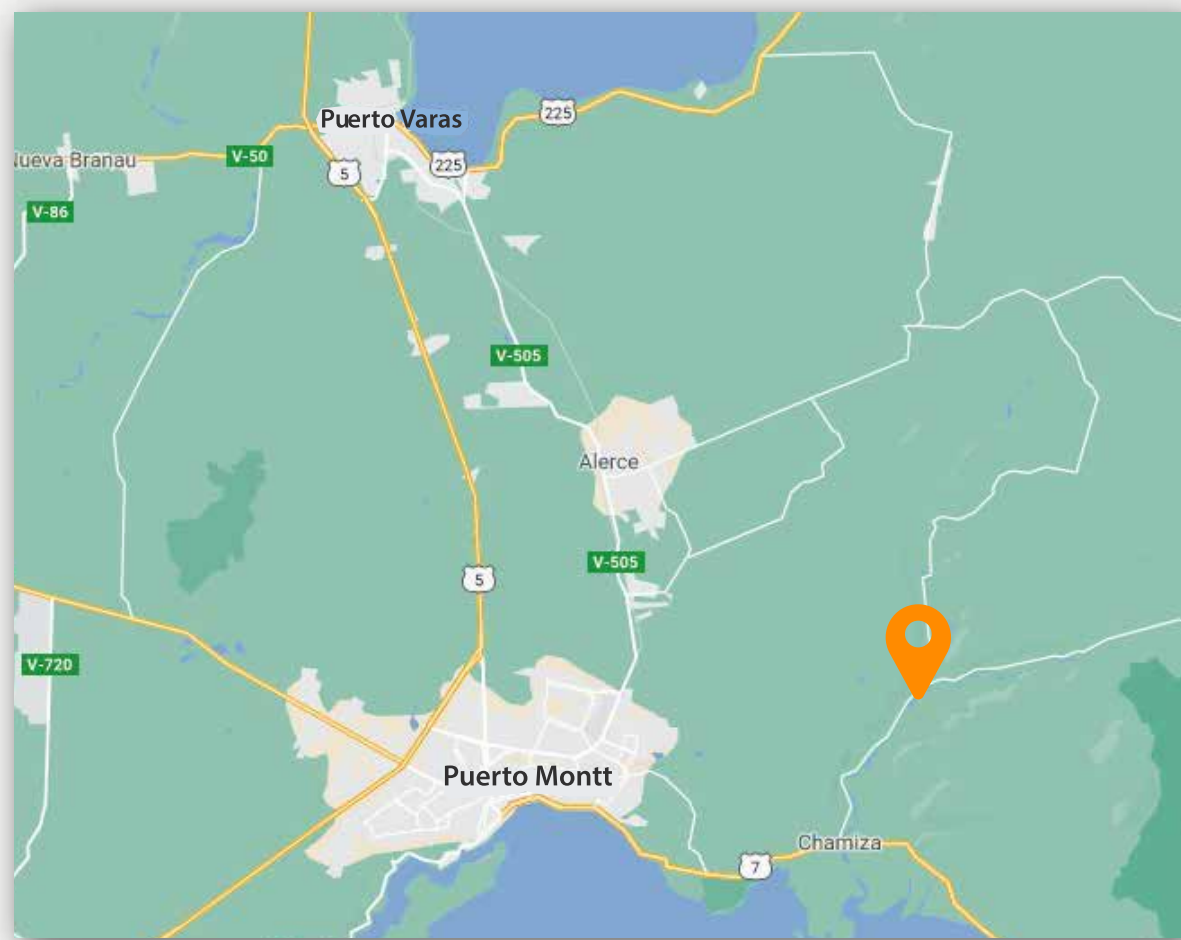 Puerto Varas
225
Nueva Branau
V-50
5
225
V-86
V-505
Alerce
V-505
5
V-720
Puerto Montt
Chamiza
7